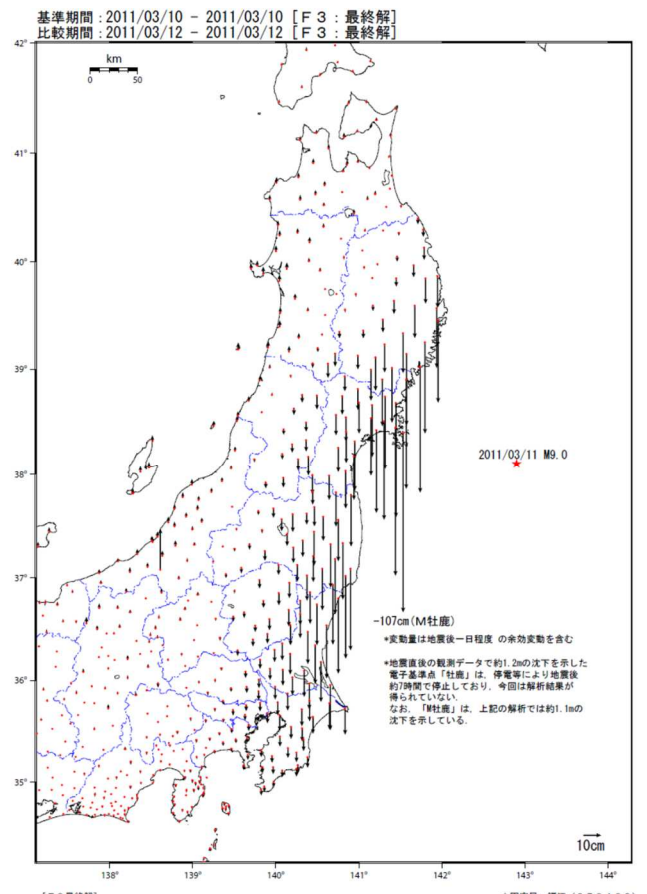 基準期間:2011/03/10 - 2011/03/10 [F3:最終解]
比較期間:2011/03/12 - 2011/03/12 [F3:最終解]
42°
km
0 50
41°
40°
39°
2011/03/11 M9.0
38°
37°
-107cm(M牡鹿)
*変動量は地震後一日程度 の余効変動を含む
*地震直後の観測データで約1.2mの沈下を示した
電子基準点「牡鹿」は, 停電等により地震後
約7時間で停止しており, 今回は解析結果が
得られていない.
なお, 「M牡鹿」は, 上記の解析では約1.1mの
沈下を示している.
36°
35°
10cm
138° 139° 140° 141° 142° 143° 144°